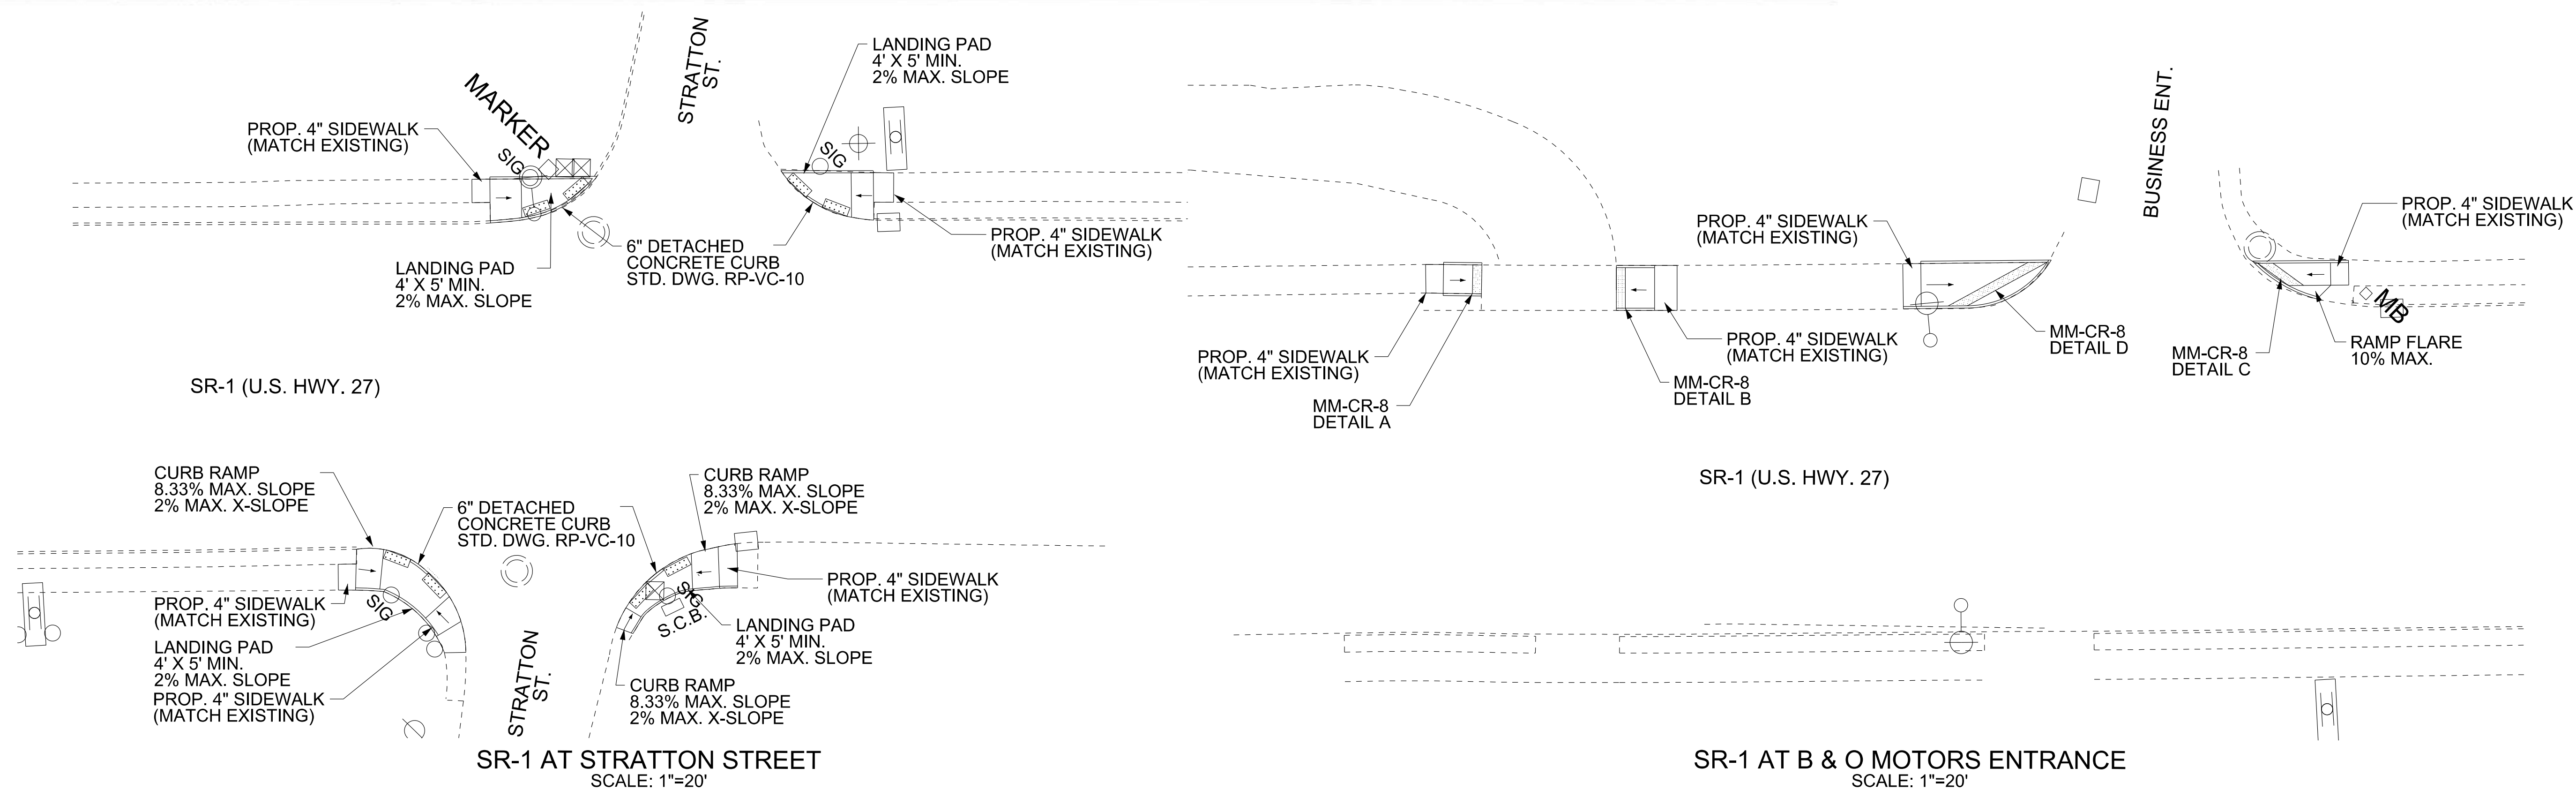 STRATTON
ST.
LANDING PAD
4' X 5' MIN.
2% MAX. SLOPE
MARKER
SIG
PROP. 4" SIDEWALK
(MATCH EXISTING)
SIG
PROP. 4" SIDEWALK
(MATCH EXISTING)
6" DETACHED
CONCRETE CURB
STD. DWG. RP-VC-10
LANDING PAD
4' X 5' MIN.
2% MAX. SLOPE
SR-1 (U.S. HWY. 27)
CURB RAMP
8.33% MAX. SLOPE
2% MAX. X-SLOPE
6" DETACHED
CONCRETE CURB
STD. DWG. RP-VC-10
CURB RAMP
8.33% MAX. SLOPE
2% MAX. X-SLOPE
PROP. 4" SIDEWALK
(MATCH EXISTING)
SIG
SIG
S.C.B.
PROP. 4" SIDEWALK
(MATCH EXISTING)
LANDING PAD
4' X 5' MIN.
2% MAX. SLOPE
LANDING PAD
4' X 5' MIN.
2% MAX. SLOPE
PROP. 4" SIDEWALK
(MATCH EXISTING)
CURB RAMP
8.33% MAX. SLOPE
2% MAX. X-SLOPE
STRATTON
ST.
SR-1 AT STRATTON STREET
SCALE: 1"=20'
BUSINESS ENT.
PROP. 4" SIDEWALK
(MATCH EXISTING)
PROP. 4" SIDEWALK
(MATCH EXISTING)
MB
PROP. 4" SIDEWALK
(MATCH EXISTING)
MM-CR-8
DETAIL A
PROP. 4" SIDEWALK
(MATCH EXISTING)
MM-CR-8
DETAIL B
MM-CR-8
DETAIL D
MM-CR-8
DETAIL C
RAMP FLARE
10% MAX.
SR-1 (U.S. HWY. 27)
SR-1 AT B & O MOTORS ENTRANCE
SCALE: 1"=20'